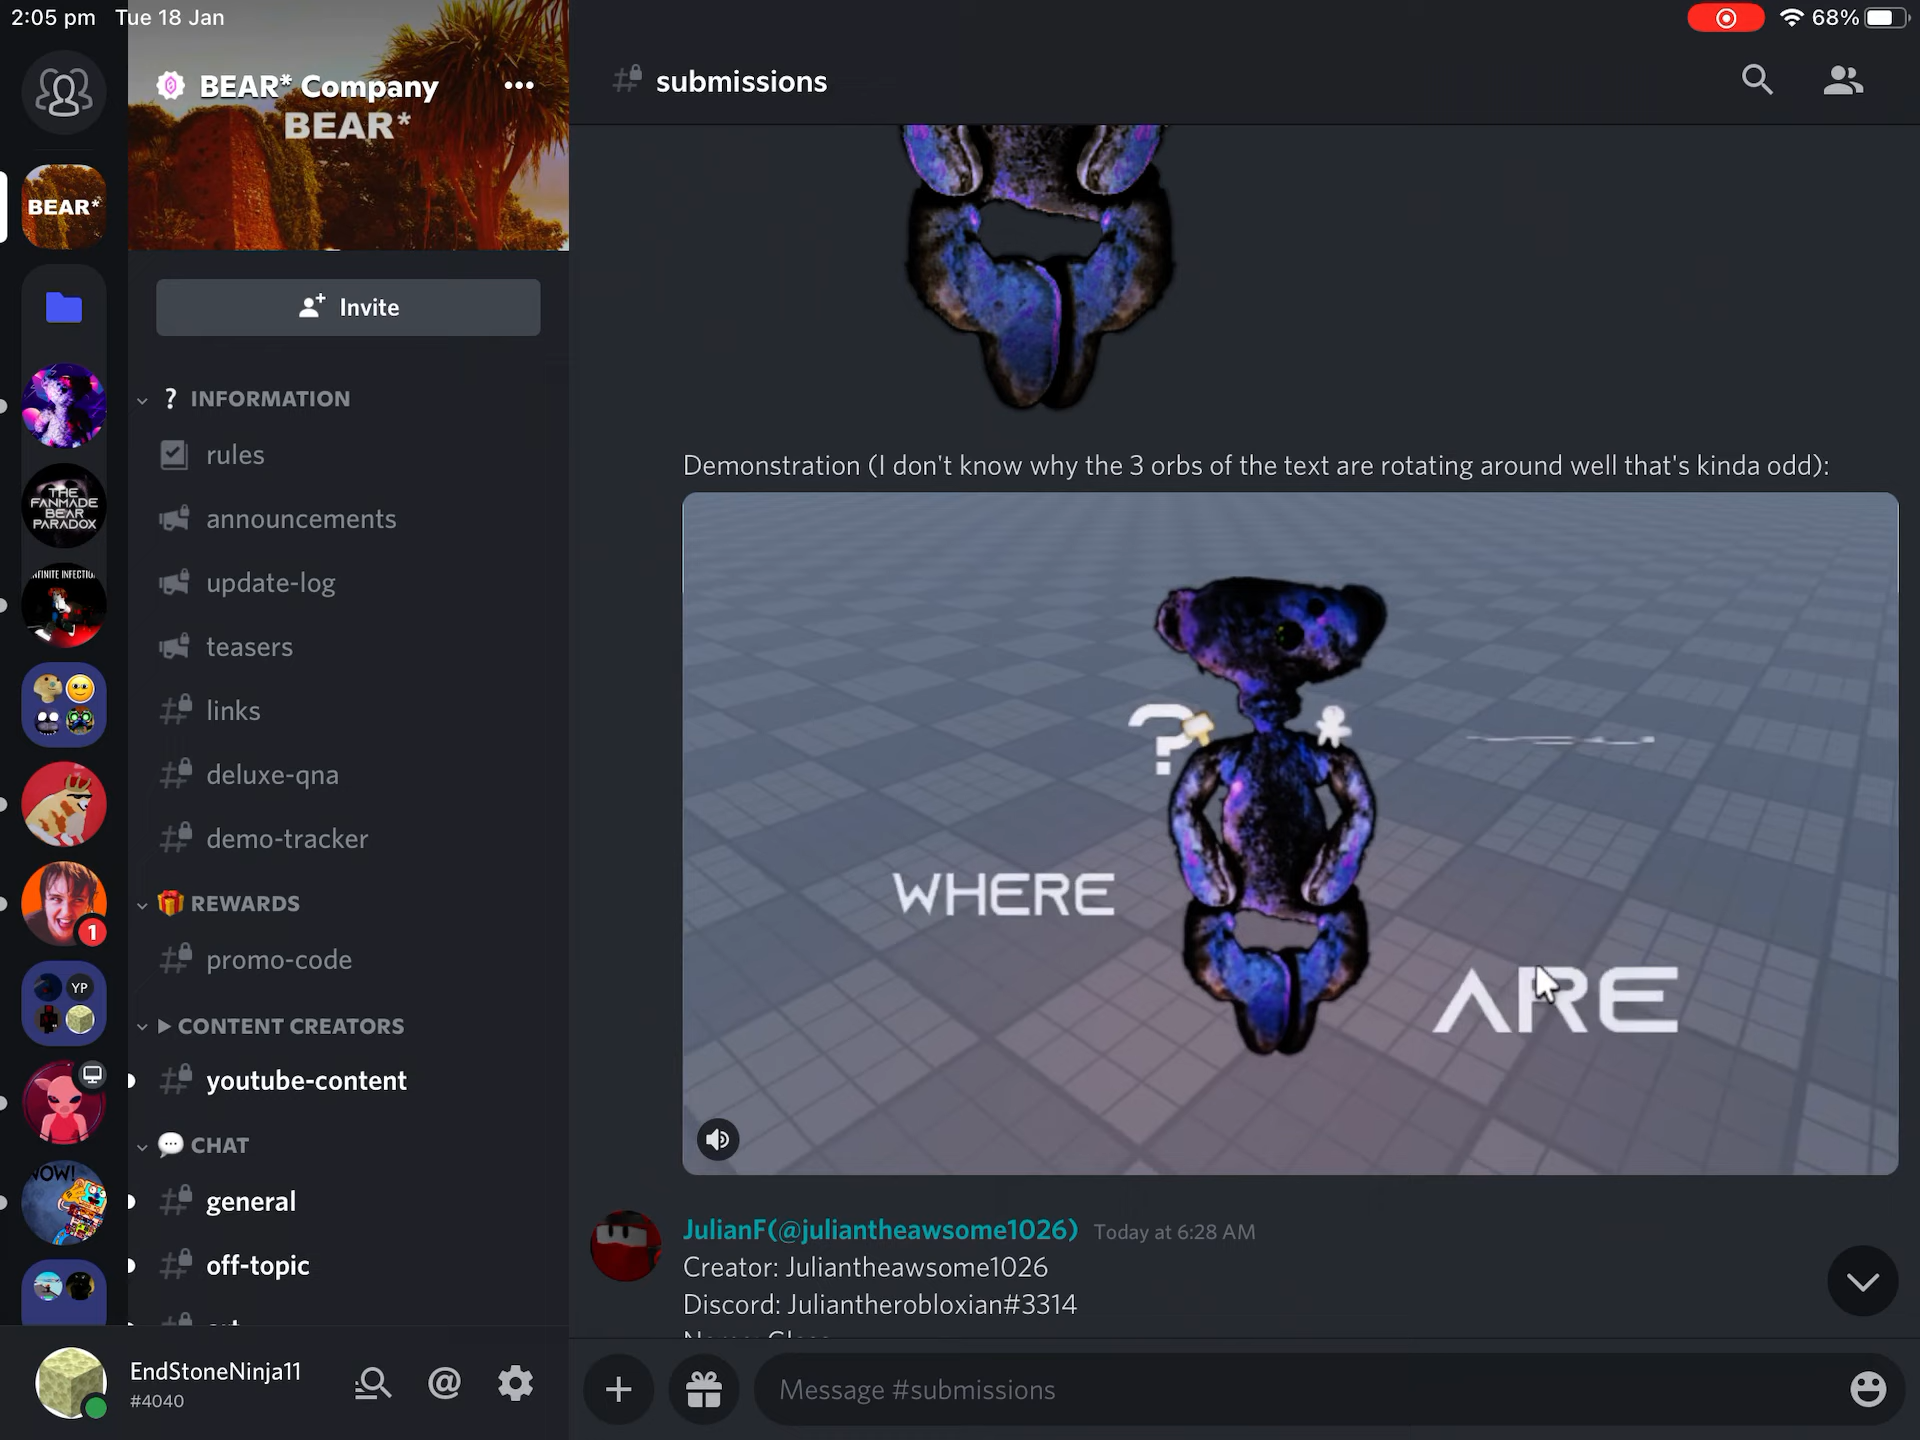 2:05 pm Tue 18 Jan
68%
BEAR* Company
BEAR*
BEAR*
Invite
? INFORMATION
rules
announcements
update-log
teasers
links
deluxe-qna
demo-tracker
REWARDS
promo-code
CONTENT CREATORS
youtube-content
CHAT
general
off-topic
THE
FANMADE
BEAR
PARADOX
1
YP
WOW!
EndStoneNinja11
#4040
submissions
Demonstration (I don't know why the 3 orbs of the text are rotating around well that's kinda odd):
?
WHERE
ARE
JulianF(@juliantheawsome1026) Today at 6:28 AM
Creator: Juliantheawsome1026
Discord: Juliantherobloxian#3314
Message #submissions